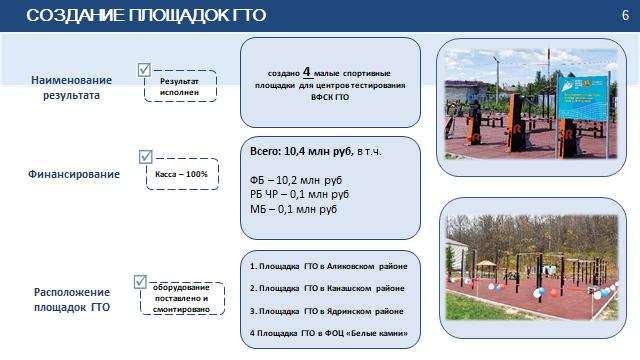 СОЗДАНИЕ ПЛОЩАДОК ГТО
6
Наименование
результата
Результат
исполнен
создано 4 малые спортивные
площадки для центров тестирования
ВФСК ГТО
Финансирование
Касса – 100%
Всего: 10,4 млн руб, в т.ч.
ФБ – 10,2 млн руб
РБ ЧР – 0,1 млн руб
МБ – 0,1 млн руб
Расположение
площадок ГТО
оборудование
поставлено и
смонтировано
1. Площадка ГТО в Аликовском районе
2. Площадка ГТО в Канашском районе
3. Площадка ГТО в Ядринском районе
4 Площадка ГТО в ФОЦ «Белые камни»